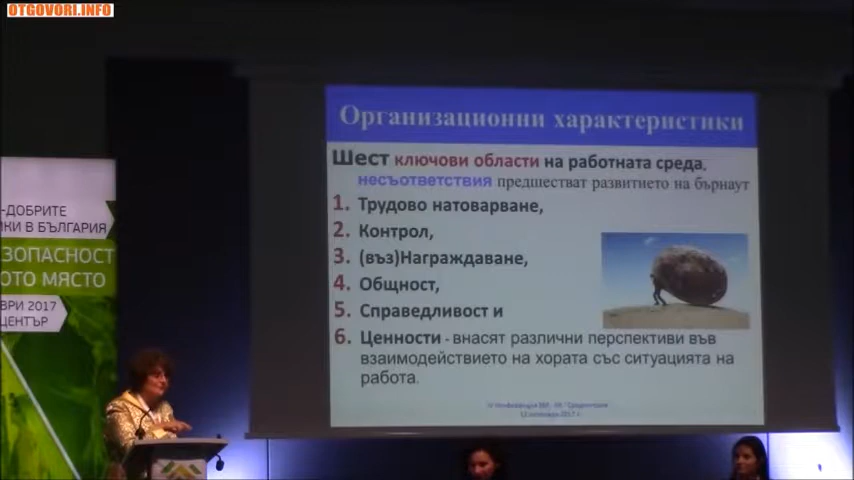 OTGOVORI.INFO
-ДОБРИТЕ
ИКИ В БЪЛГАРИЯ
ЗОПАСНОСТ
ОТО МЯСТО
ВРИ 2017
ЦЕНТЪР
Организационни характеристики
Шест ключови области на работната среда,
несъответствия предшестват развитието на бърнаут
1. Трудово натоварване,
2. Контрол,
3. (въз)Награждаване,
4. Общност,
5. Справедливост и
6. Ценности - внасят различни перспективи във
взаимодействието на хората със ситуацията на
работа.